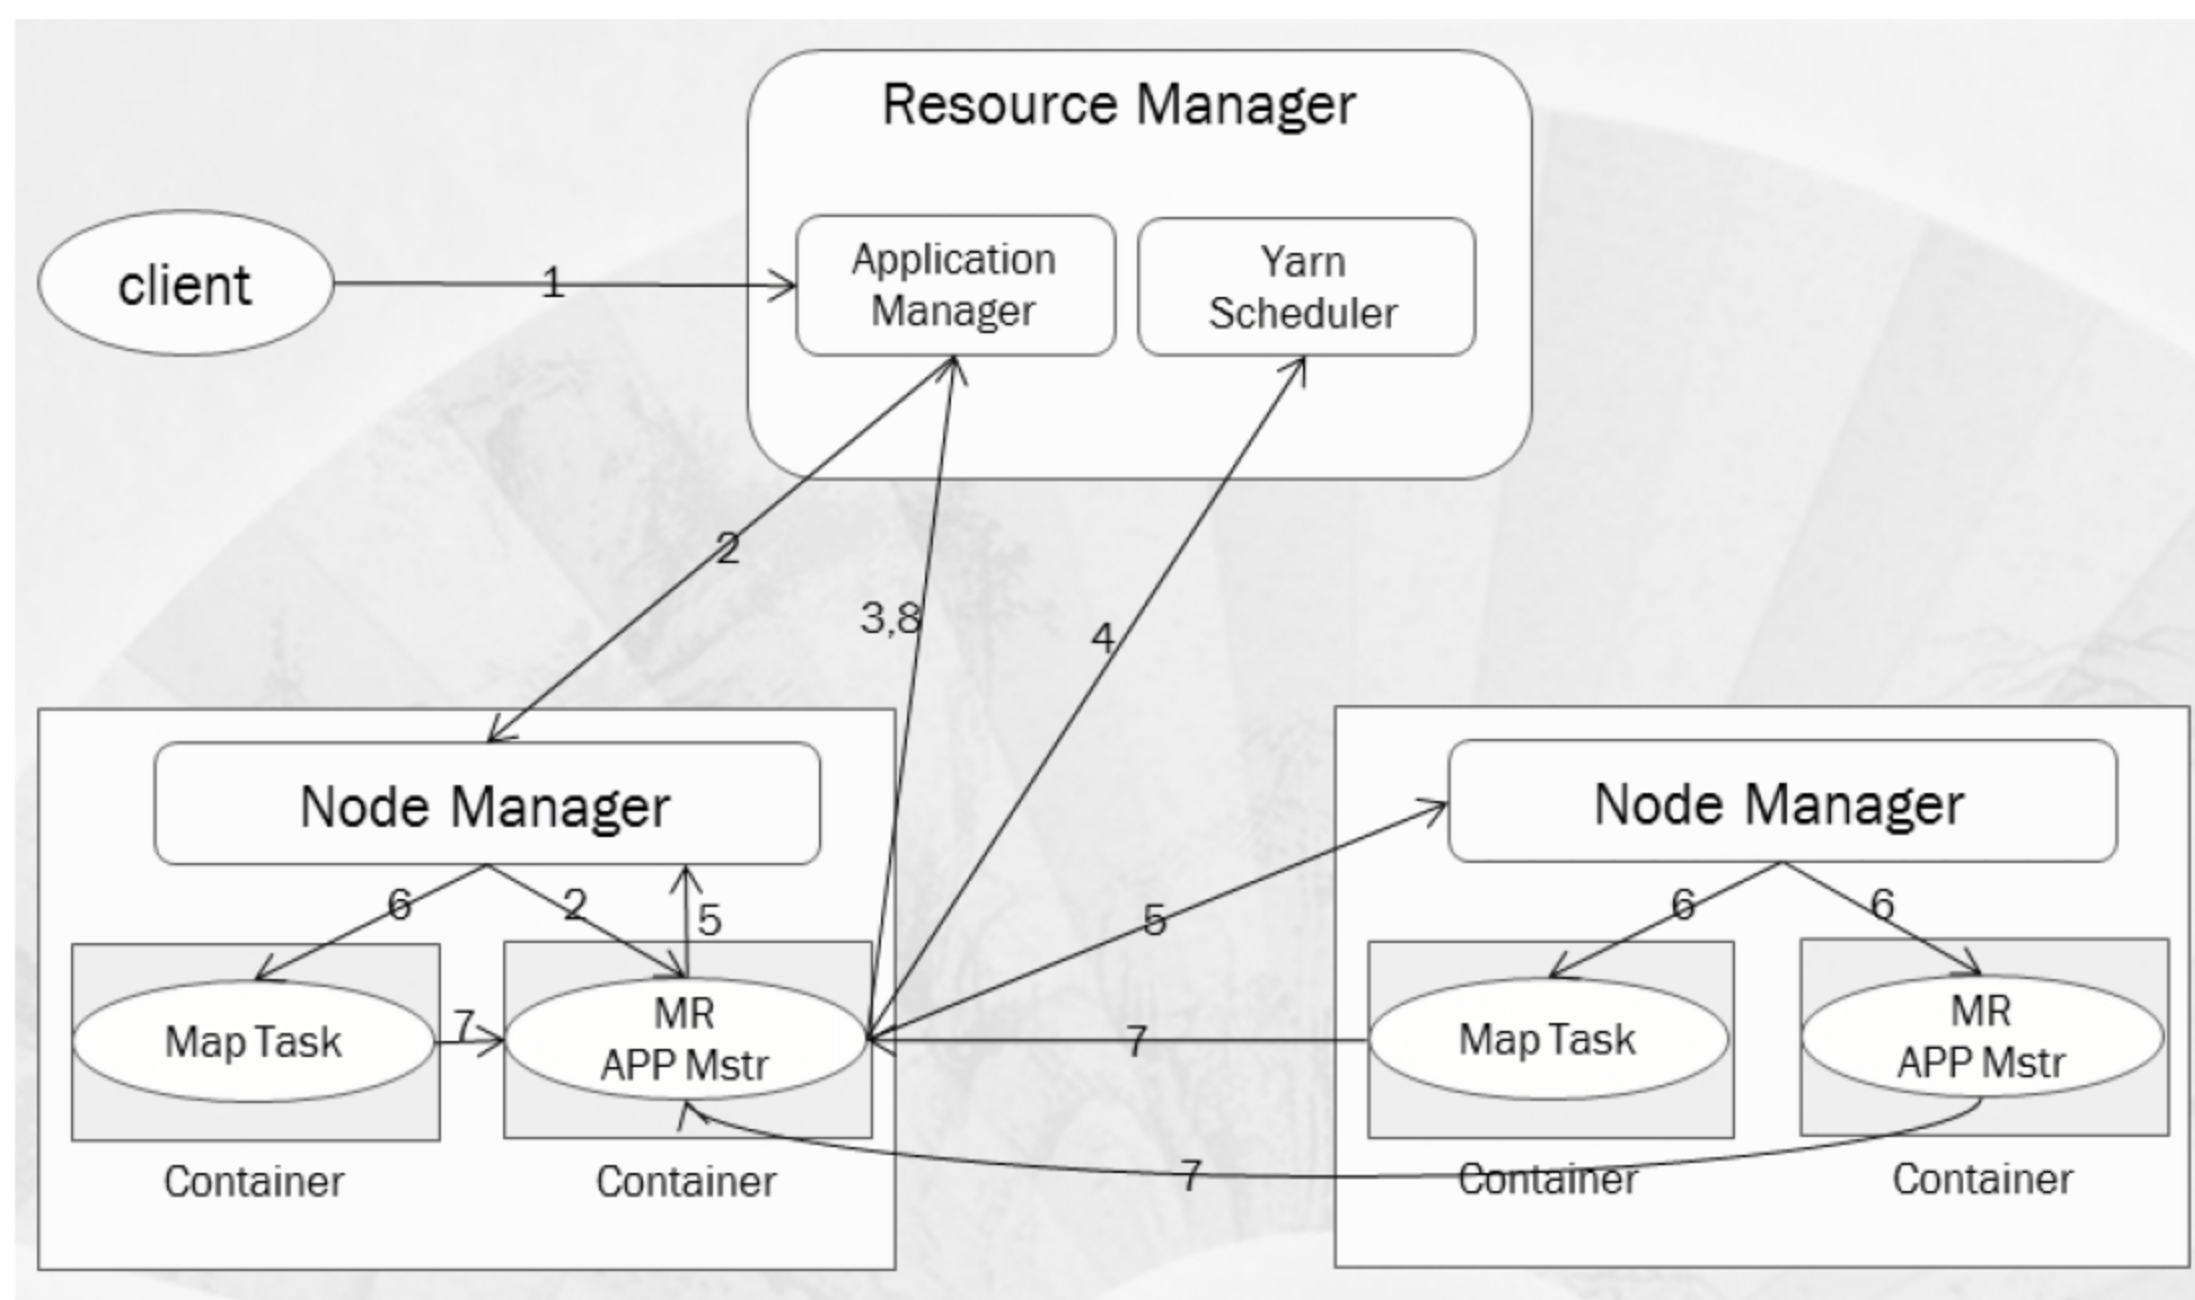 Resource Manager
client
1
Application
Manager
Yarn
Scheduler
2
3,8
4
Node Manager
Node Manager
6
2
5
5
6
6
Map Task
7
MR
APP Mstr
7
Map Task
MR
APP Mstr
Container
Container
7
Container
Container